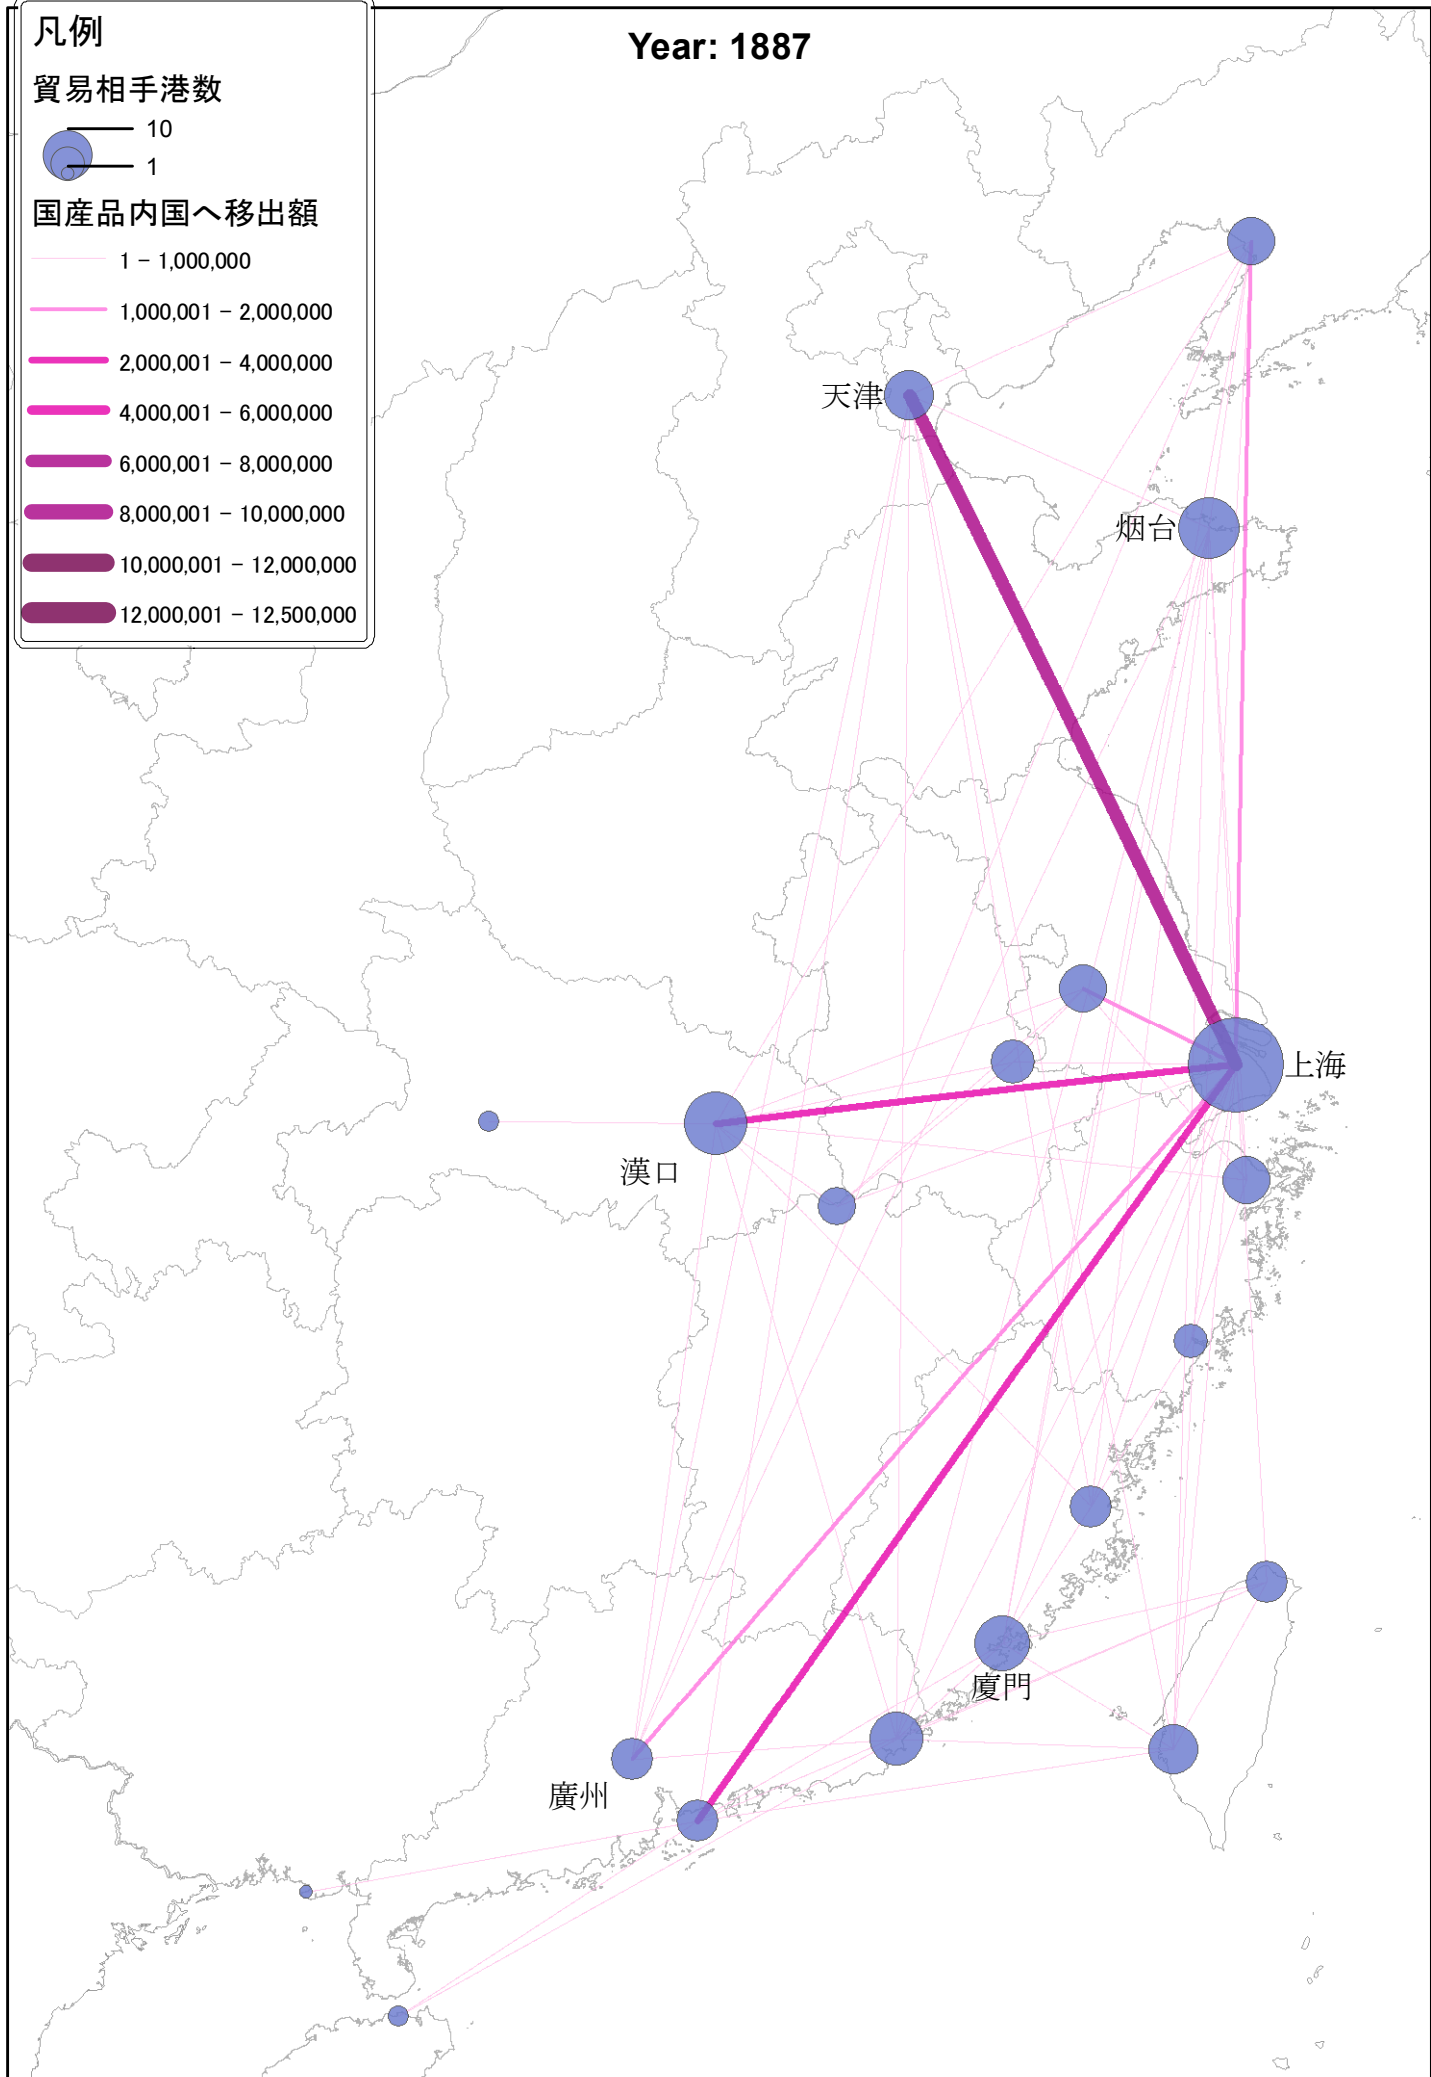 凡例
貿易相手港数
10
1
国産品内国へ移出額
1 − 1,000,000
1,000,001 − 2,000,000
2,000,001 − 4,000,000
4,000,001 − 6,000,000
6,000,001 − 8,000,000
8,000,001 − 10,000,000
10,000,001 − 12,000,000
12,000,001 − 12,500,000
Year: 1887
天津
烟台
上海
漢口
廈門
廣州